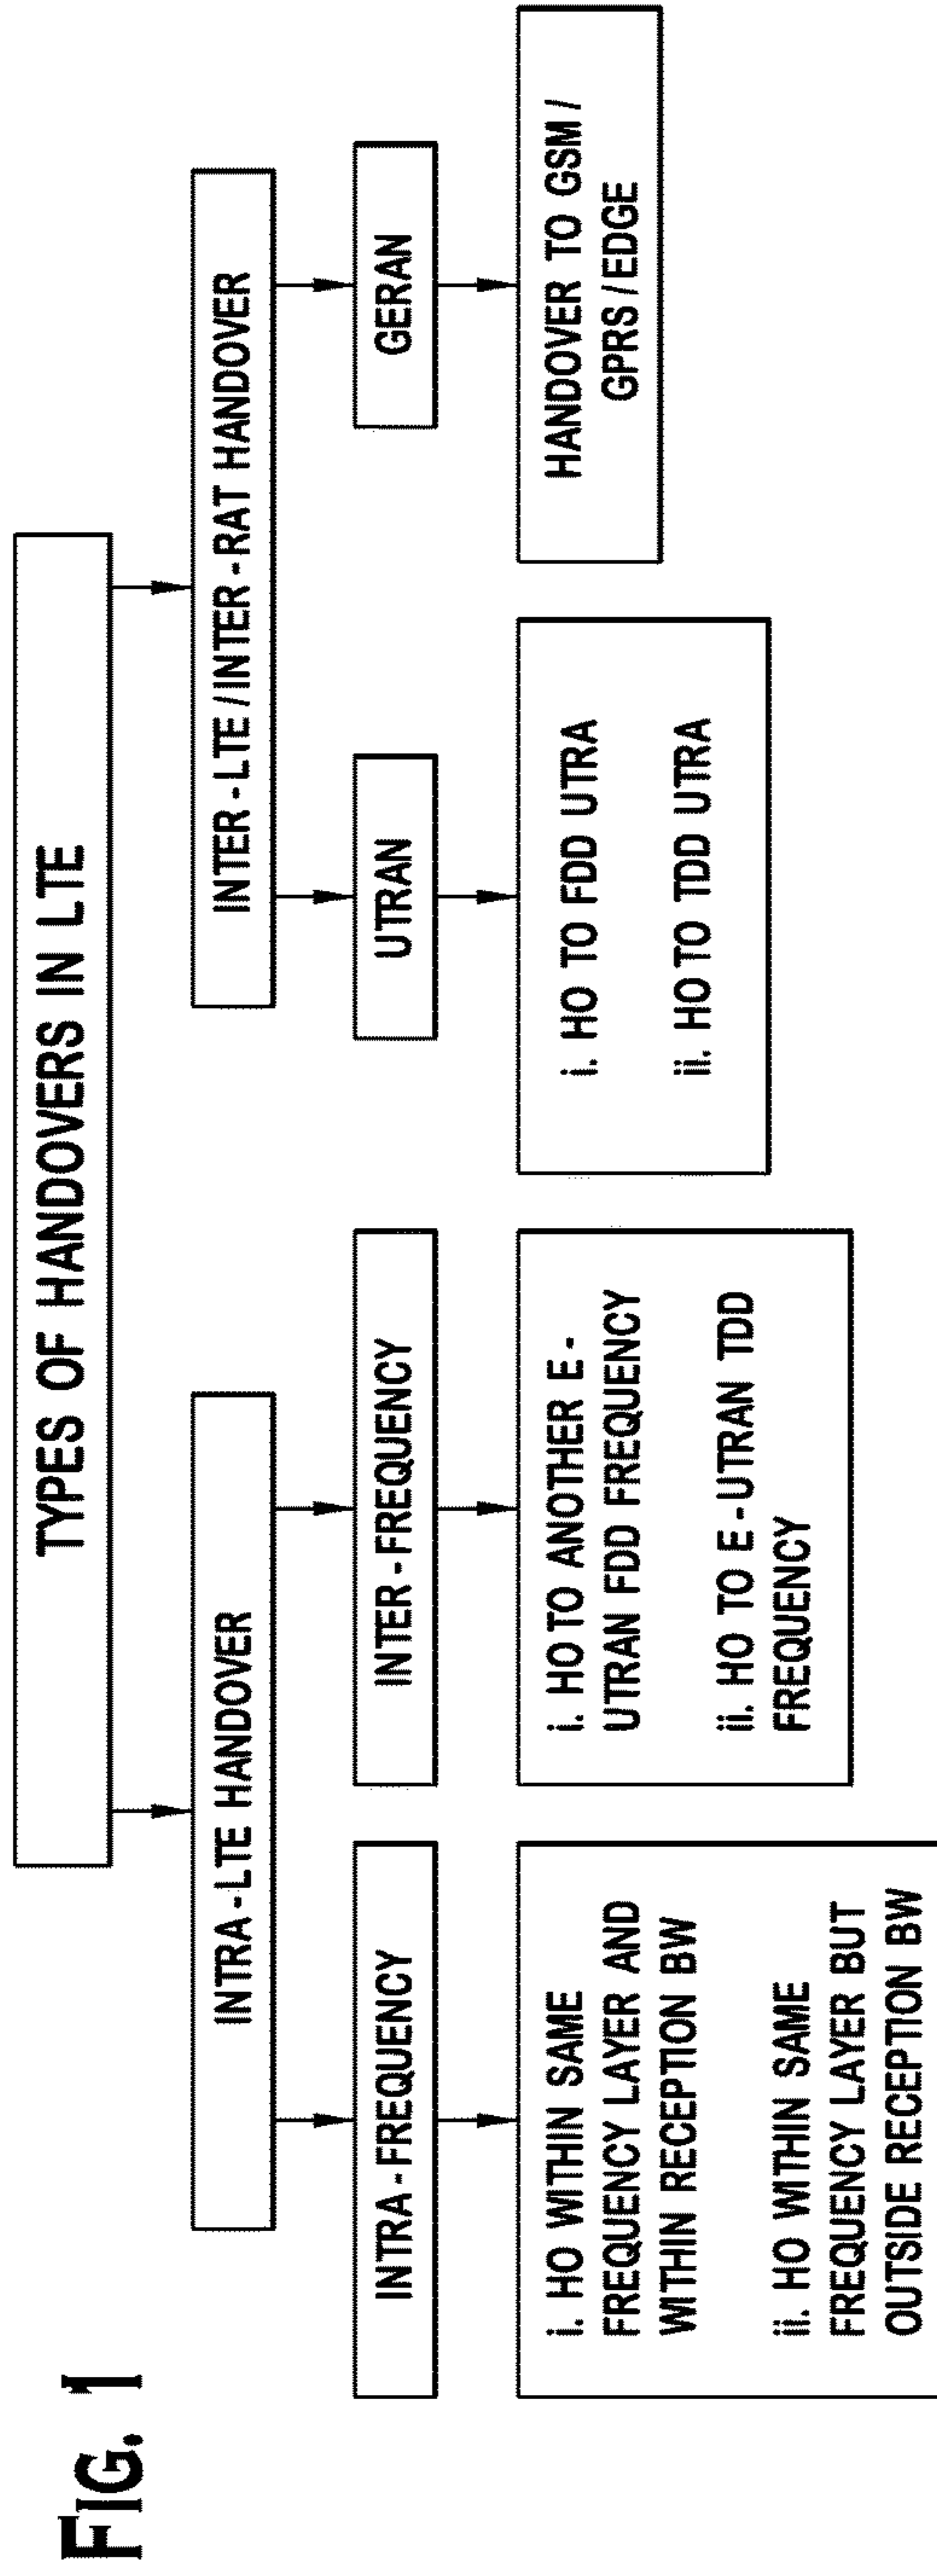 FIG. 1
TYPES OF HANDOVERS IN LTE
INTRA - LTE HANDOVER
INTER - LTE / INTER - RAT HANDOVER
INTRA - FREQUENCY
INTER - FREQUENCY
UTRAN
GERAN
i. HO WITHIN SAME
FREQUENCY LAYER AND
WITHIN RECEPTION BW
ii. HO WITHIN SAME
FREQUENCY LAYER BUT
OUTSIDE RECEPTION BW
i. HO TO ANOTHER E -
UTRAN FDD FREQUENCY
ii. HO TO E - UTRAN TDD
FREQUENCY
i. HO TO FDD UTRA
ii. HO TO TDD UTRA
HANDOVER TO GSM /
GPRS / EDGE